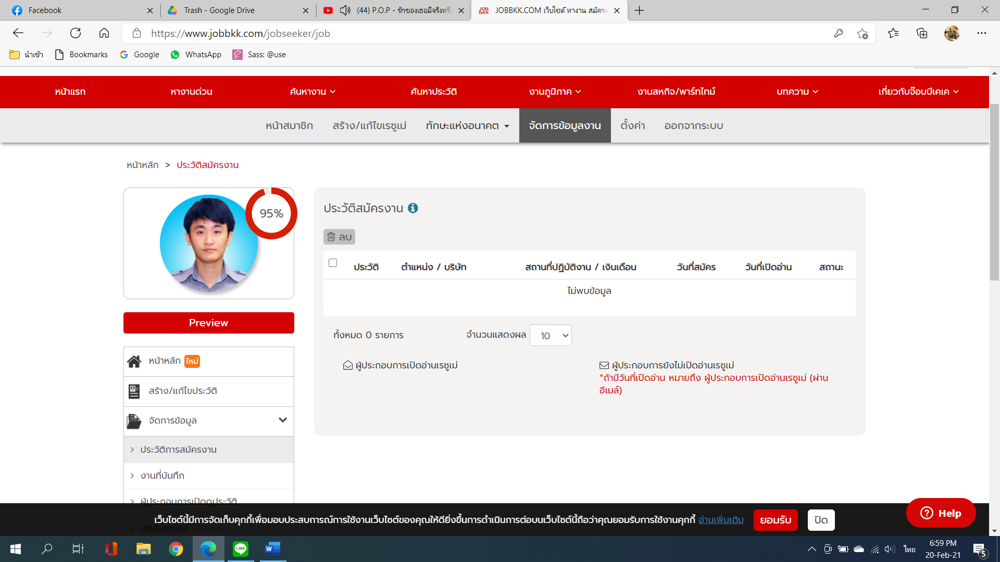 Facebook
Trash - Google Drive
(44) P.O.P - รักของเธอมีจริงหรือ
JOBBKK.COM เว็บไซต์ หางาน สมัครง
https://www.jobbkk.com/jobseeker/job
นำเข้า
Bookmarks
Google
WhatsApp
Sass: @use
หน้าแรก
หางานด่วน
ค้นหางาน
ค้นหาประวัติ
งานภูมิภาค
งานสหกิจ/พาร์ทไทม์
บทความ
เกี่ยวกับจ๊อบบีเคเค
หน้าสมาชิก
สร้าง/แก้ไขเรซูเม่
ทักษะแห่งอนาคต
จัดการข้อมูลงาน
ตั้งค่า
ออกจากระบบ
หน้าหลัก > ประวัติสมัครงาน
95%
ประวัติสมัครงาน
ลบ
ประวัติ
ตำแหน่ง / บริษัท
สถานที่ปฏิบัติงาน / เงินเดือน
วันที่สมัคร
วันที่เปิดอ่าน
สถานะ
ไม่พบข้อมูล
ทั้งหมด 0 รายการ
จำนวนแสดงผล 10
ผู้ประกอบการเปิดอ่านเรซูเม่
ผู้ประกอบการยังไม่เปิดอ่านเรซูเม่
*ถ้ามีวันที่เปิดอ่าน หมายถึง ผู้ประกอบการเปิดอ่านเรซูเม่ (ผ่าน
อีเมล์)
Preview
หน้าหลัก ใหม่
สร้าง/แก้ไขประวัติ
จัดการข้อมูล
ประวัติการสมัครงาน
งานที่บันทึก
ผู้ประกอบการเปิดดูประวัติ
นัดสัมภาษณ์
เว็บไซต์นี้มีการจัดเก็บคุกกี้เพื่อมอบประสบการณ์การใช้งานเว็บไซต์ของคุณให้ดียิ่งขึ้นการดำเนินการต่อบนเว็บไซต์นี้ถือว่าคุณยอมรับการใช้งานคุกกี้ อ่านเพิ่มเติม
ยอมรับ
ปิด
Help
LINE
ไทย
6:59 PM
20-Feb-21
5